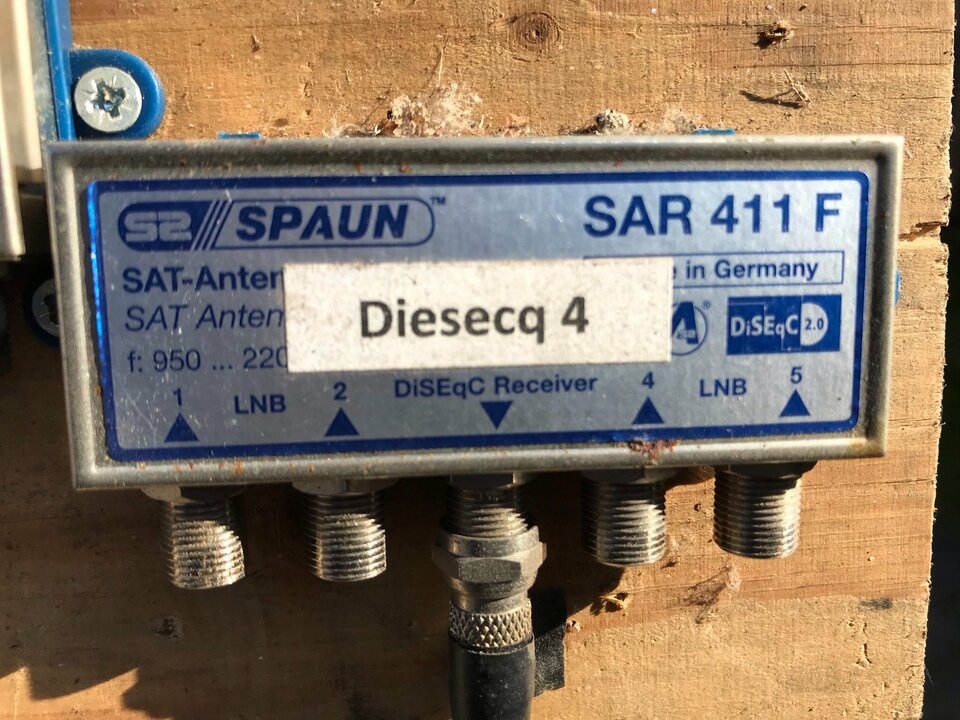 SPAUN™
SAR 411 F
SAT-Anten
in Germany
SAT Anten
Diesecq 4
DiSEqC 2.0
f: 950 ... 220
1 LNB 2 DiSEqC Receiver 4 LNB 5